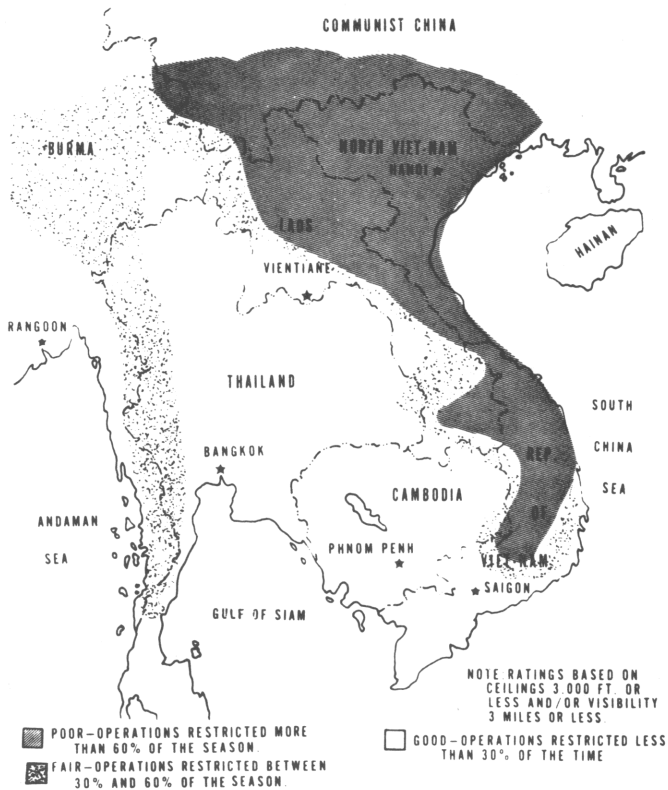 COMMUNIST CHINA
BURMA
NORTH VIET-NAM
HANOI
LAOS
HAINAN
VIENTIANE
RANGOON
THAILAND
SOUTH
CHINA
SEA
BANGKOK
REP.
CAMBODIA
OF
ANDAMAN
SEA
PHNOM PENH
VIET-NAM
SAIGON
GULF OF SIAM
NOTE: RATINGS BASED ON
CEILINGS 3,000 FT. OR
LESS AND/OR VISIBILITY
3 MILES OR LESS.
POOR-OPERATIONS RESTRICTED MORE
THAN 60% OF THE SEASON.
FAIR-OPERATIONS RESTRICTED BETWEEN
30% AND 60% OF THE SEASON.
GOOD-OPERATIONS RESTRICTED LESS
THAN 30% OF THE TIME